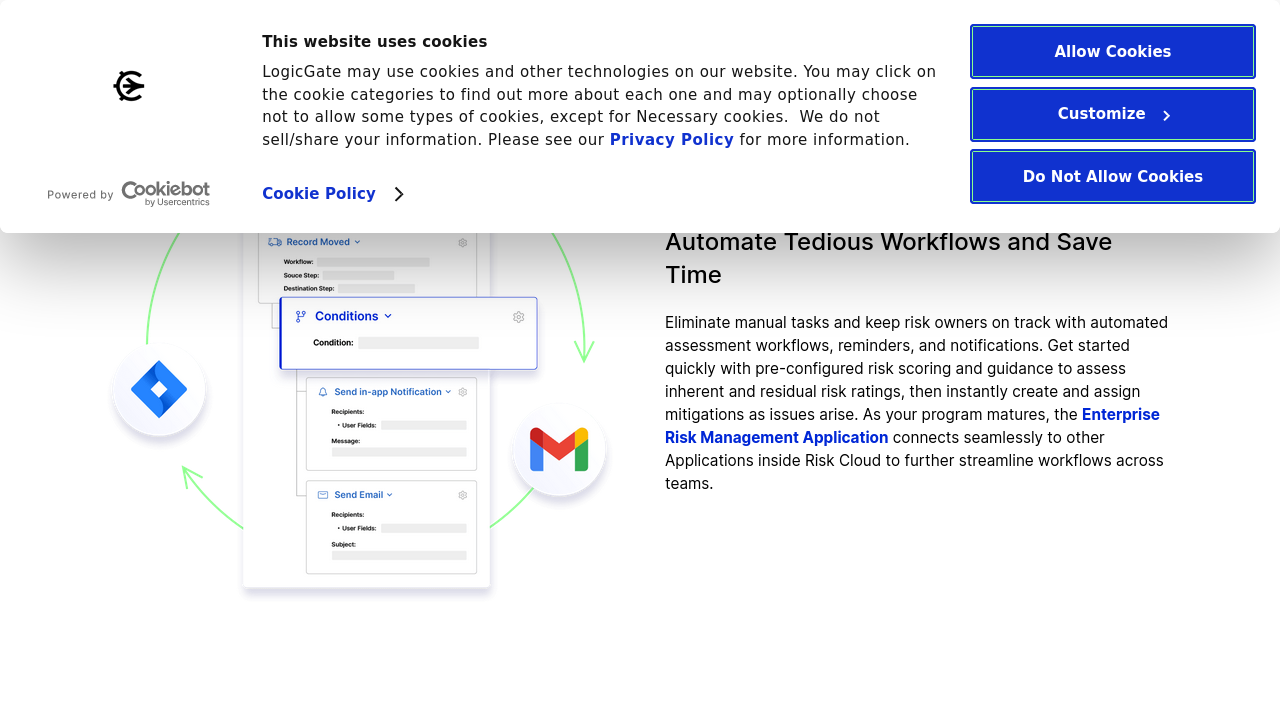 This website uses cookies
LogicGate may use cookies and other technologies on our website. You may click on
the cookie categories to find out more about each one and may optionally choose
not to allow some types of cookies, except for Necessary cookies.  We do not
sell/share your information. Please see our Privacy Policy for more information.
Cookie Policy
Powered by Cookiebot
by Usercentrics
Allow Cookies
Customize
Do Not Allow Cookies
Record Moved
Workflow:
Souce Step:
Destination Step:
Conditions
Condition:
Send in-app Notification
Recipients:
• User Fields:
Message:
Send Email
Recipients:
• User Fields:
Subject:
Automate Tedious Workflows and Save
Time
Eliminate manual tasks and keep risk owners on track with automated
assessment workflows, reminders, and notifications. Get started
quickly with pre-configured risk scoring and guidance to assess
inherent and residual risk ratings, then instantly create and assign
mitigations as issues arise. As your program matures, the Enterprise
Risk Management Application connects seamlessly to other
Applications inside Risk Cloud to further streamline workflows across
teams.